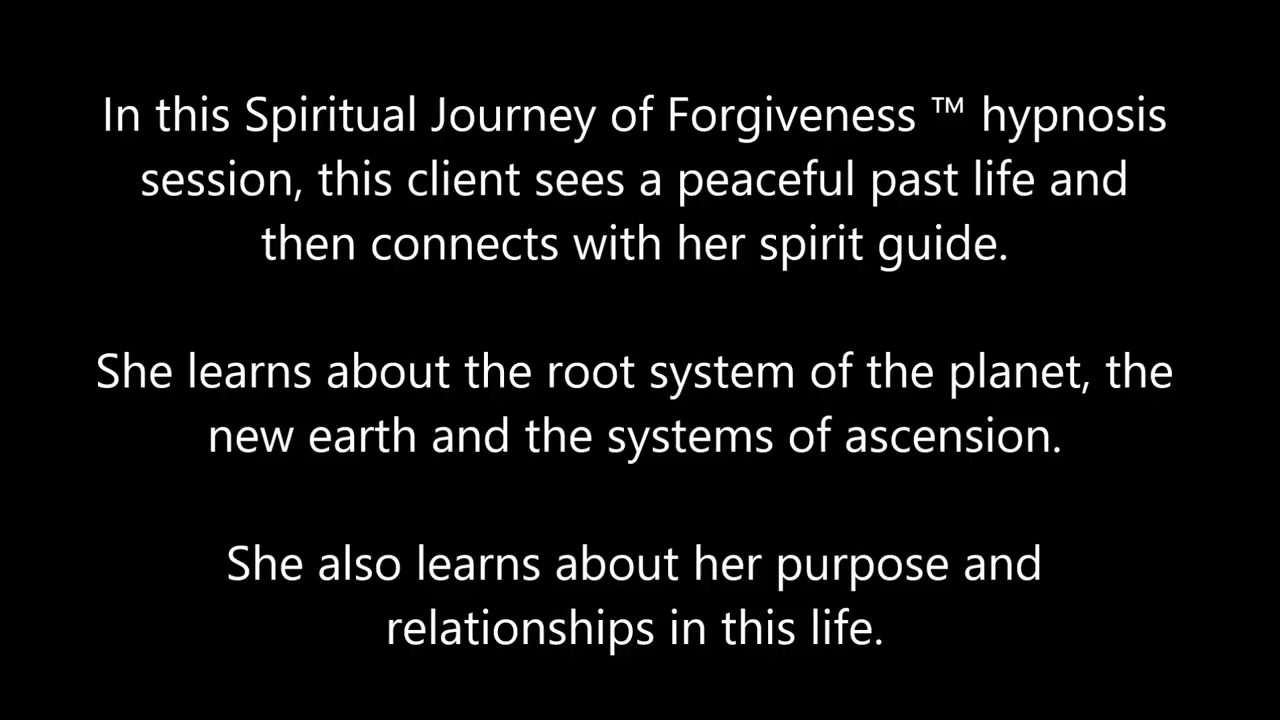 In this Spiritual Journey of Forgiveness ™ hypnosis
session, this client sees a peaceful past life and
then connects with her spirit guide.
She learns about the root system of the planet, the
new earth and the systems of ascension.
She also learns about her purpose and
relationships in this life.